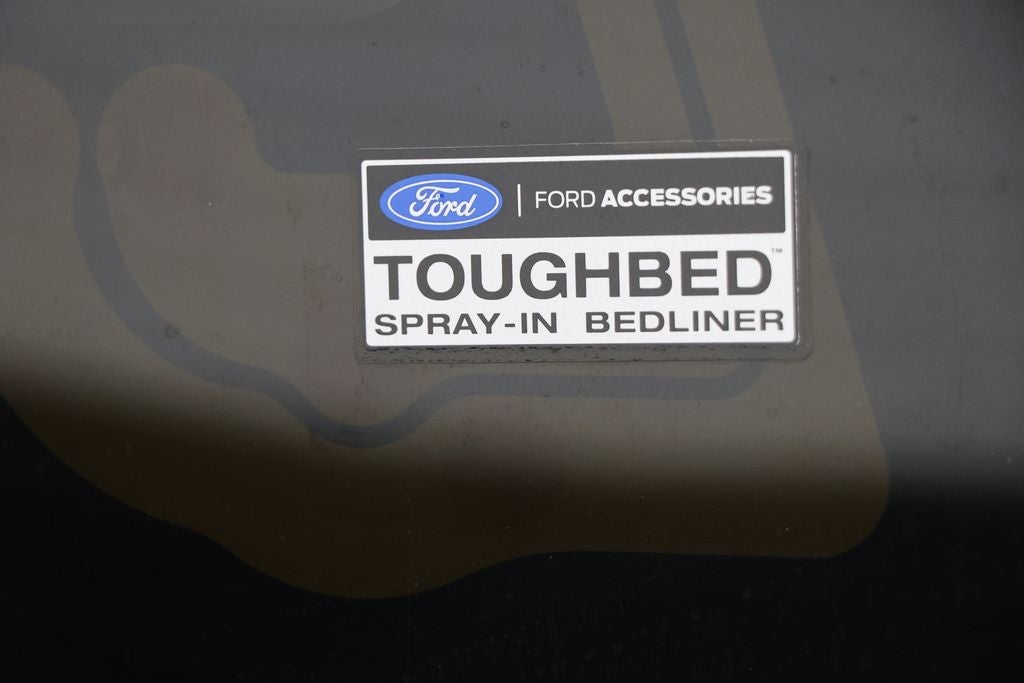 Ford | FORD ACCESSORIES
TOUGHBED™
SPRAY-IN BEDLINER